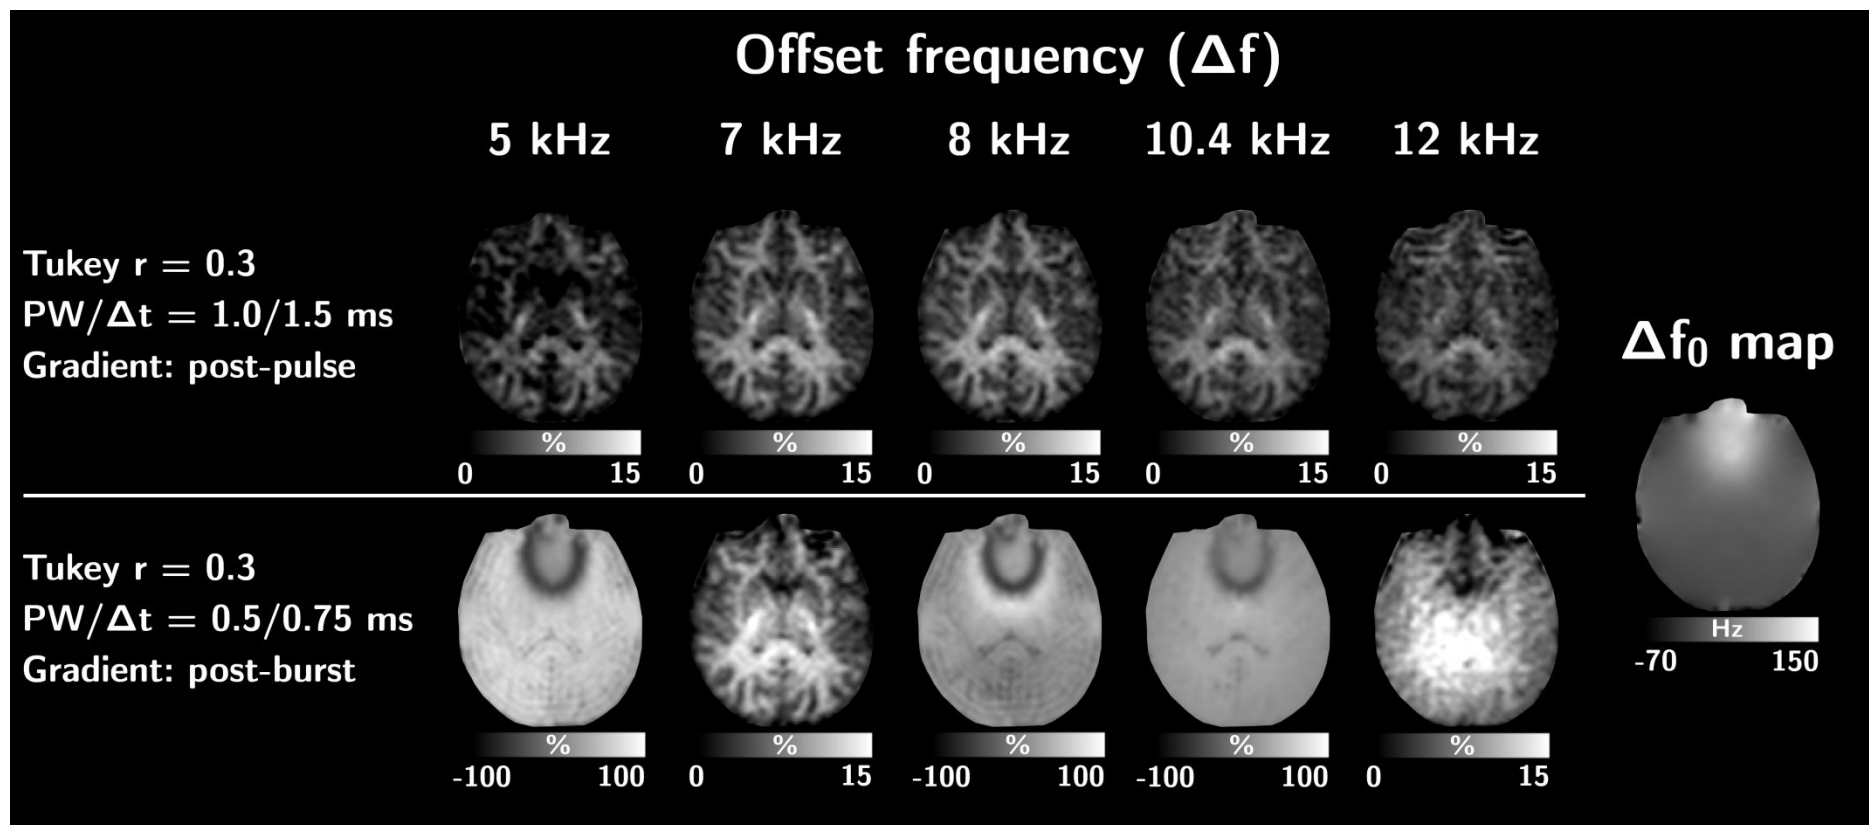 Offset frequency (Δf)
5 kHz 7 kHz 8 kHz 10.4 kHz 12 kHz
Tukey r = 0.3
PW/Δt = 1.0/1.5 ms
Gradient: post-pulse
% % % % %
0 15 0 15 0 15 0 15 0 15
Δf₀ map
Hz
-70 150
Tukey r = 0.3
PW/Δt = 0.5/0.75 ms
Gradient: post-burst
% % % % %
-100 100 0 15 -100 100 -100 100 0 15